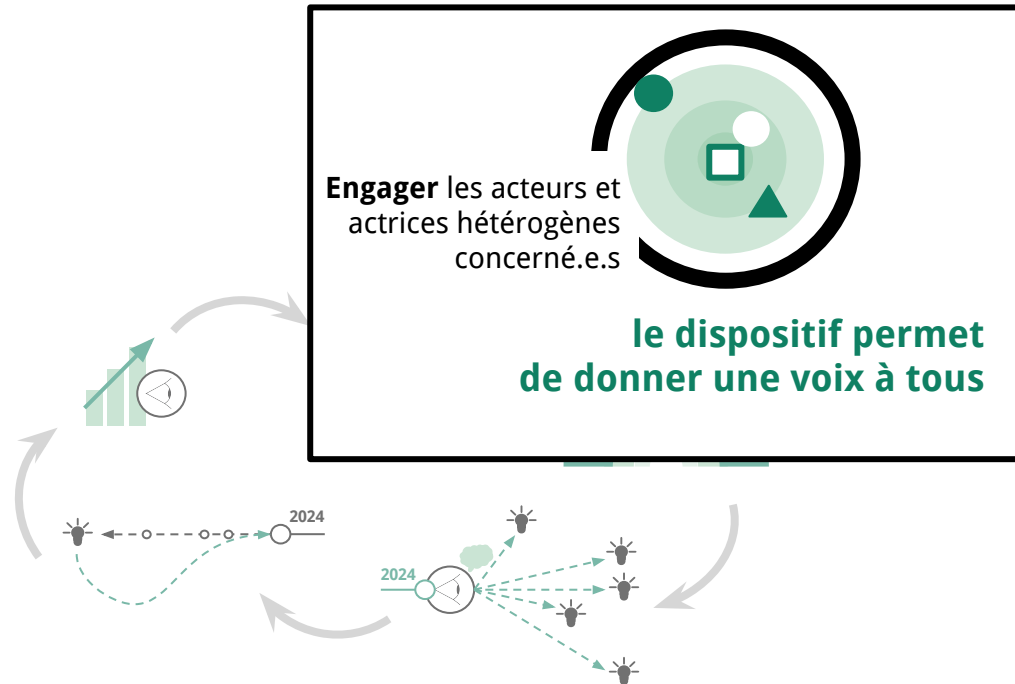 Engager les acteurs et
actrices hétérogènes
concerné.e.s
le dispositif permet
de donner une voix à tous
2024
2024